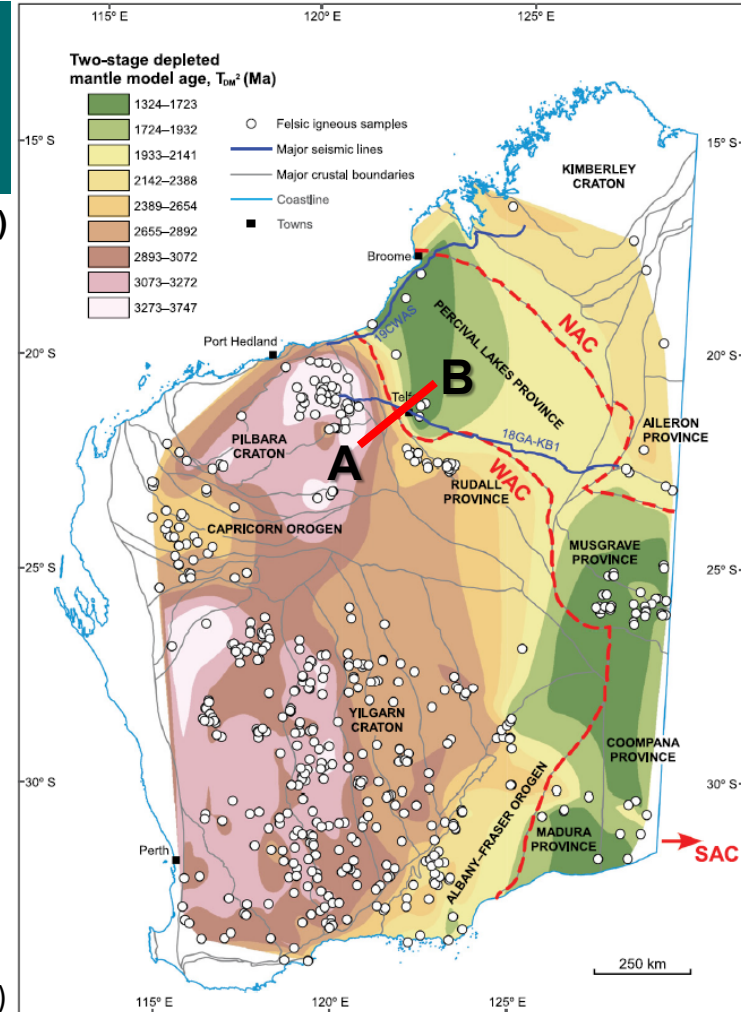 115° E 120° E 125° E
Two-stage depleted
mantle model age, T_DM² (Ma)
1324–1723
1724–1932
1933–2141
2142–2388
2389–2654
2655–2892
2893–3072
3073–3272
3273–3747
Felsic igneous samples
Major seismic lines
Major crustal boundaries
Coastline
Towns
15° S
15° S
KIMBERLEY
CRATON
)
Broome
NAC
19CWAS
PERCIVAL LAKES PROVINCE
Port Hedland
20° S
20° S
B
Telf
AILERON
PROVINCE
18GA-KB1
PILBARA
CRATON
A
WAC
RUDALL
PROVINCE
CAPRICORN OROGEN
MUSGRAVE
PROVINCE
25° S
25° S
YILGARN
CRATON
COOMPANA
PROVINCE
30° S
30° S
ALBANY–FRASER OROGEN
MADURA
PROVINCE
Perth
SAC
250 km
)
115° E 120° E 125° E